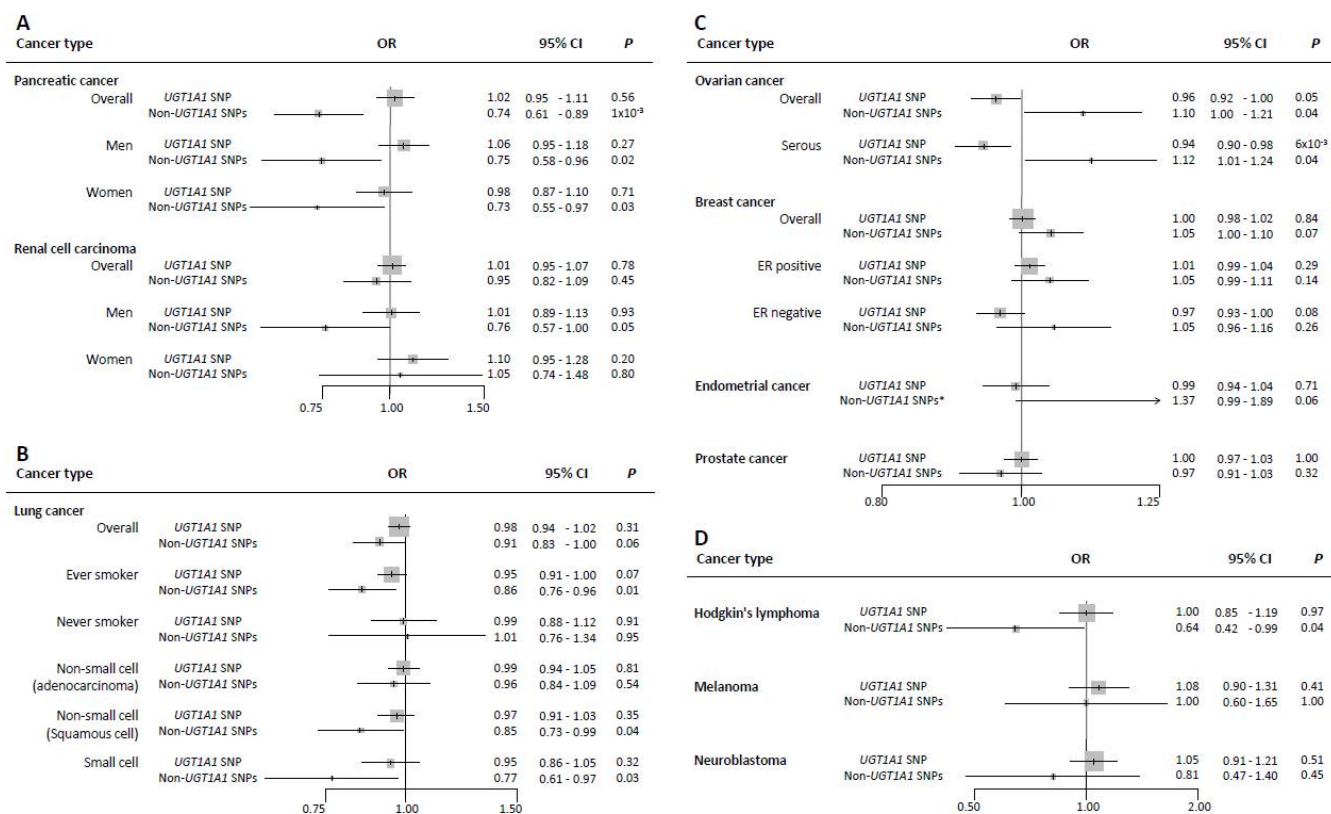 A
Cancer type OR 95% CI P
Pancreatic cancer
Overall UGT1A1 SNP 1.02 0.95 - 1.11 0.56
Non-UGT1A1 SNPs 0.74 0.61 - 0.89 1x10⁻³
Men UGT1A1 SNP 1.06 0.95 - 1.18 0.27
Non-UGT1A1 SNPs 0.75 0.58 - 0.96 0.02
Women UGT1A1 SNP 0.98 0.87 - 1.10 0.71
Non-UGT1A1 SNPs 0.73 0.55 - 0.97 0.03
Renal cell carcinoma
Overall UGT1A1 SNP 1.01 0.95 - 1.07 0.78
Non-UGT1A1 SNPs 0.95 0.82 - 1.09 0.45
Men UGT1A1 SNP 1.01 0.89 - 1.13 0.93
Non-UGT1A1 SNPs 0.76 0.57 - 1.00 0.05
Women UGT1A1 SNP 1.10 0.95 - 1.28 0.20
Non-UGT1A1 SNPs 1.05 0.74 - 1.48 0.80
0.75 1.00 1.50
B
Cancer type OR 95% CI P
Lung cancer
Overall UGT1A1 SNP 0.98 0.94 - 1.02 0.31
Non-UGT1A1 SNPs 0.91 0.83 - 1.00 0.06
Ever smoker UGT1A1 SNP 0.95 0.91 - 1.00 0.07
Non-UGT1A1 SNPs 0.86 0.76 - 0.96 0.01
Never smoker UGT1A1 SNP 0.99 0.88 - 1.12 0.91
Non-UGT1A1 SNPs 1.01 0.76 - 1.34 0.95
Non-small cell UGT1A1 SNP 0.99 0.94 - 1.05 0.81
(adenocarcinoma) Non-UGT1A1 SNPs 0.96 0.84 - 1.09 0.54
Non-small cell UGT1A1 SNP 0.97 0.91 - 1.03 0.35
(Squamous cell) Non-UGT1A1 SNPs 0.85 0.73 - 0.99 0.04
Small cell UGT1A1 SNP 0.95 0.86 - 1.05 0.32
Non-UGT1A1 SNPs 0.77 0.61 - 0.97 0.03
0.75 1.00 1.50
C
Cancer type OR 95% CI P
Ovarian cancer
Overall UGT1A1 SNP 0.96 0.92 - 1.00 0.05
Non-UGT1A1 SNPs 1.10 1.00 - 1.21 0.04
Serous UGT1A1 SNP 0.94 0.90 - 0.98 6x10⁻³
Non-UGT1A1 SNPs 1.12 1.01 - 1.24 0.04
Breast cancer
Overall UGT1A1 SNP 1.00 0.98 - 1.02 0.84
Non-UGT1A1 SNPs 1.05 1.00 - 1.10 0.07
ER positive UGT1A1 SNP 1.01 0.99 - 1.04 0.29
Non-UGT1A1 SNPs 1.05 0.99 - 1.11 0.14
ER negative UGT1A1 SNP 0.97 0.93 - 1.00 0.08
Non-UGT1A1 SNPs 1.05 0.96 - 1.16 0.26
Endometrial cancer UGT1A1 SNP 0.99 0.94 - 1.04 0.71
Non-UGT1A1 SNPs* 1.37 0.99 - 1.89 0.06
Prostate cancer UGT1A1 SNP 1.00 0.97 - 1.03 1.00
Non-UGT1A1 SNPs 0.97 0.91 - 1.03 0.32
0.80 1.00 1.25
D
Cancer type OR 95% CI P
Hodgkin's lymphoma UGT1A1 SNP 1.00 0.85 - 1.19 0.97
Non-UGT1A1 SNPs 0.64 0.42 - 0.99 0.04
Melanoma UGT1A1 SNP 1.08 0.90 - 1.31 0.41
Non-UGT1A1 SNPs 1.00 0.60 - 1.65 1.00
Neuroblastoma UGT1A1 SNP 1.05 0.91 - 1.21 0.51
Non-UGT1A1 SNPs 0.81 0.47 - 1.40 0.45
0.50 1.00 2.00